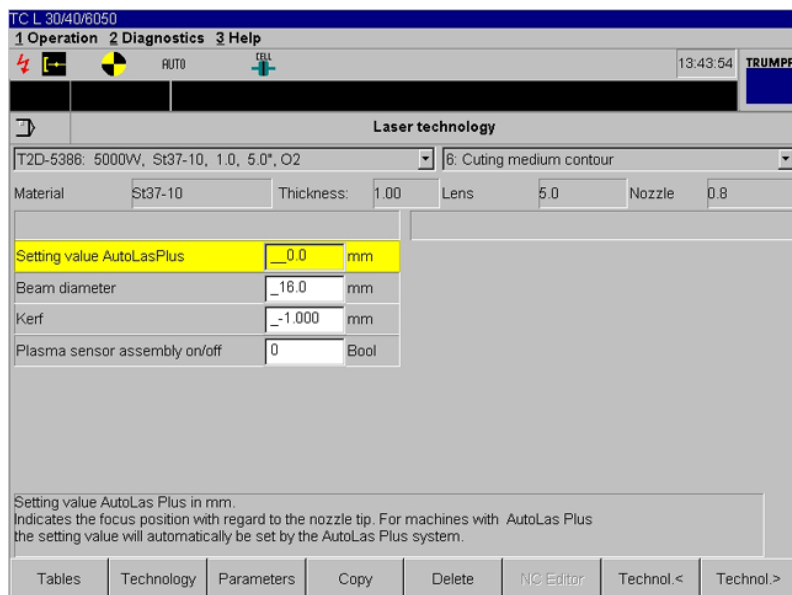 TC L 30/40/6050
1 Operation 2 Diagnostics 3 Help
AUTO CELL 13:43:54 TRUMPF
Laser technology
T2D-5386: 5000W, St37-10, 1.0, 5.0", O2 6: Cuting medium contour
Material St37-10 Thickness: 1.00 Lens 5.0 Nozzle 0.8
Setting value AutoLasPlus __0.0 mm
Beam diameter _16.0 mm
Kerf _-1.000 mm
Plasma sensor assembly on/off 0 Bool
Setting value AutoLas Plus in mm.
Indicates the focus position with regard to the nozzle tip. For machines with AutoLas Plus
the setting value will automatically be set by the AutoLas Plus system.
Tables Technology Parameters Copy Delete NC Editor Technol.< Technol.>